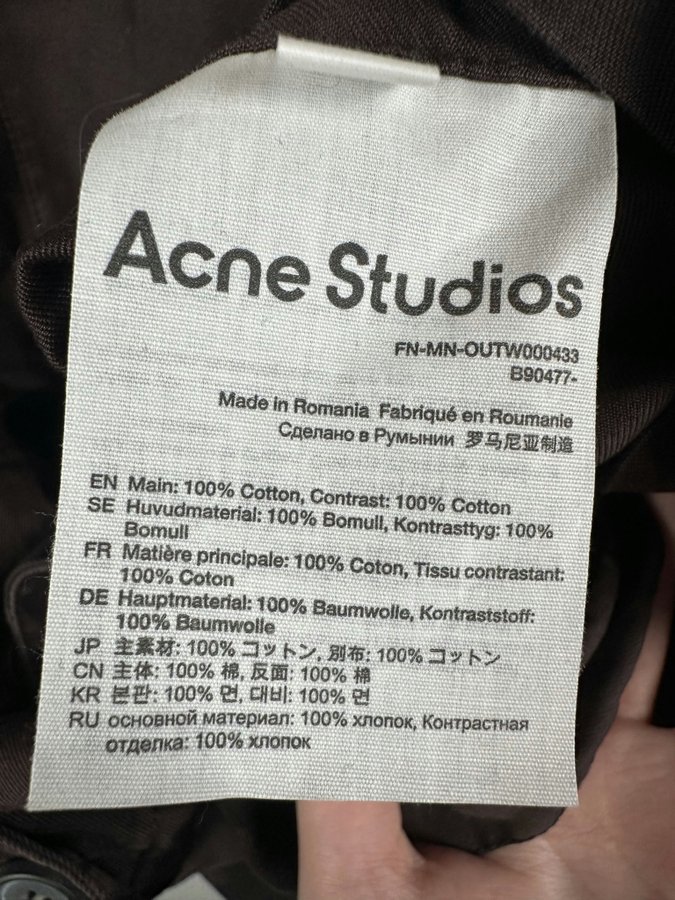 Acne Studios
FN-MN-OUTW000433
B90477-
Made in Romania Fabriqué en Roumanie
Сделано в Румынии 罗马尼亚制造
EN Main: 100% Cotton, Contrast: 100% Cotton
SE Huvudmaterial: 100% Bomull, Kontrasttyg: 100%
Bomull
FR Matière principale: 100% Coton, Tissu contrastant:
100% Coton
DE Hauptmaterial: 100% Baumwolle, Kontraststoff:
100% Baumwolle
JP 主素材: 100% コットン, 別布: 100% コットン
CN 主体: 100% 棉, 反面: 100% 棉
KR 본판: 100% 면, 대비: 100% 면
RU основной материал: 100% хлопок, Контрастная
отделка: 100% хлопок